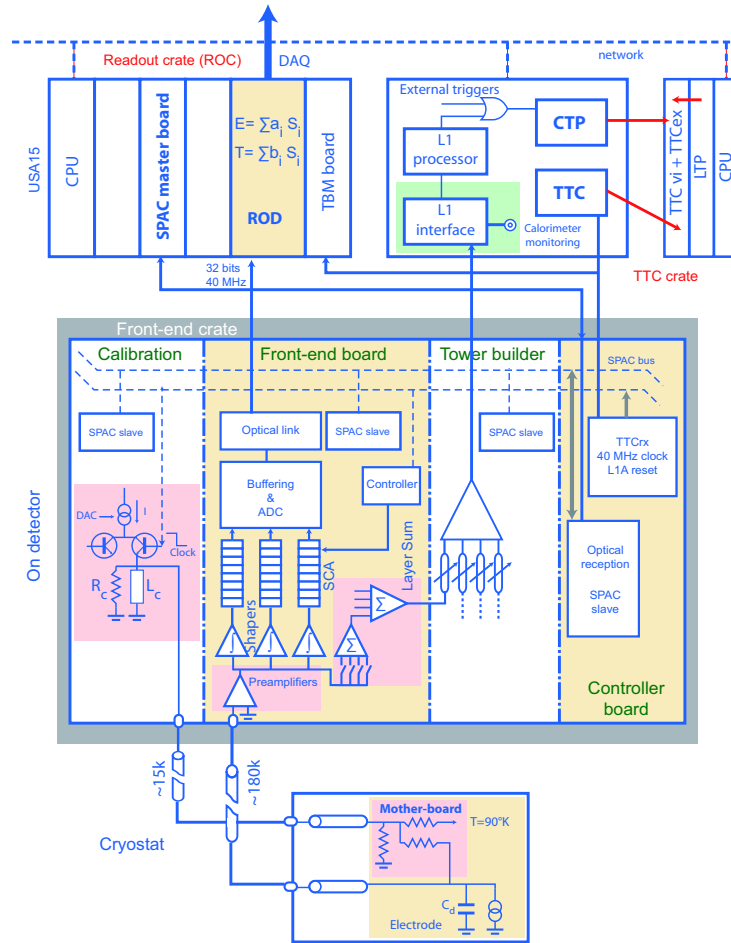 network
Readout crate (ROC)
DAQ
USA15
CPU
SPAC master board
E= ∑a_i S_i
T= ∑b_i S_i
ROD
TBM board
External triggers
CTP
L1
processor
TTC
L1
interface
Calorimeter
monitoring
TTC vi + TTCex
LTP
CPU
TTC crate
32 bits
40 MHz
Front-end crate
Calibration
Front-end board
Tower builder
SPAC bus
SPAC slave
Optical link
SPAC slave
SPAC slave
TTCrx
40 MHz clock
L1A reset
Buffering
&
ADC
Controller
On detector
DAC
I
Clock
R_c
L_c
SCA
Layer Sum
Optical
reception
SPAC
slave
Shapers
∫
∫
∫
Σ
Σ
Preamplifiers
Controller
board
~15k
~180k
Cryostat
Mother-board
T=90°K
C_d
Electrode